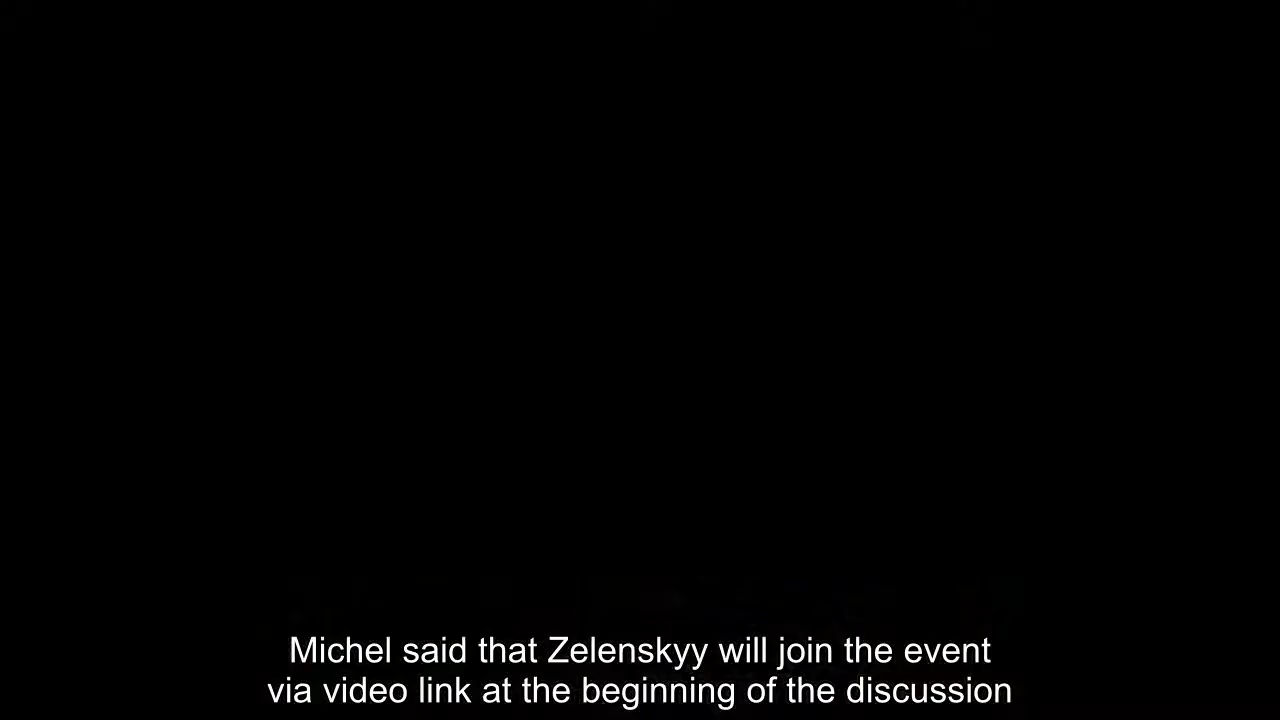 Michel said that Zelenskyy will join the event
via video link at the beginning of the discussion